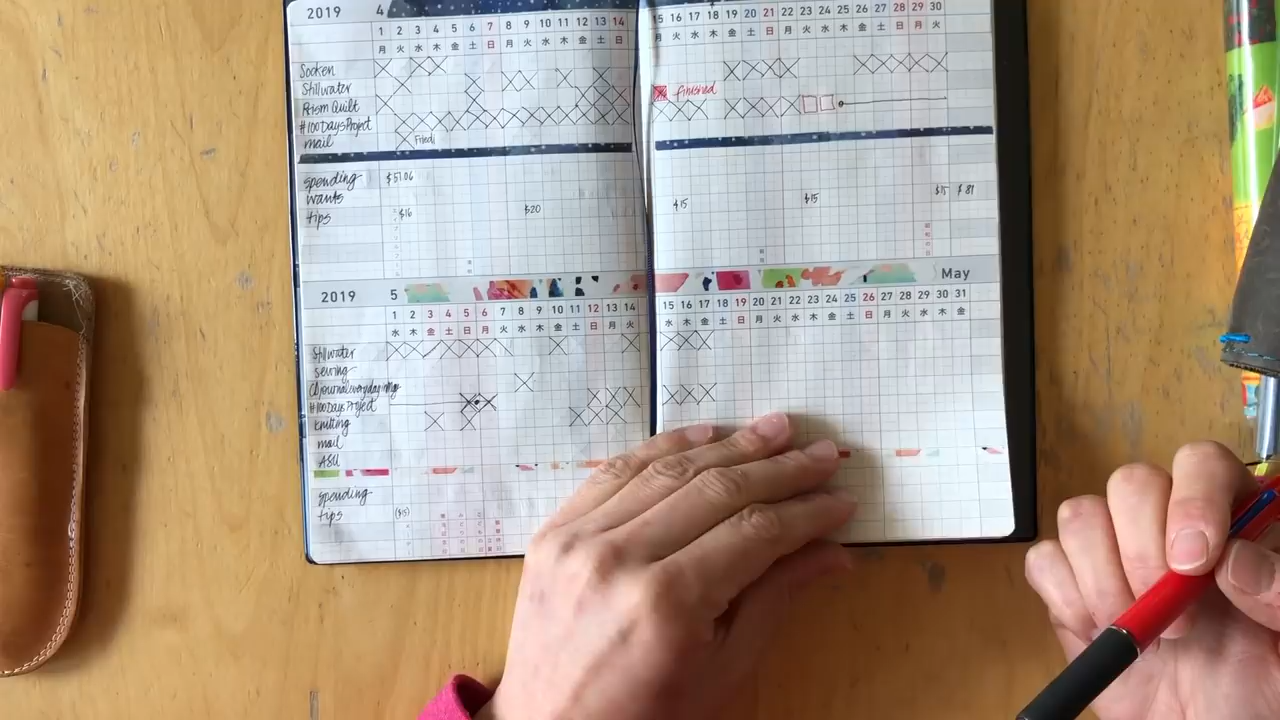 2019 4
1 2 3 4 5 6 7 8 9 10 11 12 13 14 15 16 17 18 19 20 21 22 23 24 25 26 27 28 29 30
月 火 水 木 金 土 日 月 火 水 木 金 土 日 月 火 水 木 金 土 日 月 火 水 木 金 土 日 月 火
Socken
Stillwater
finished
Prism Quilt
#100DaysProject
mail Fined!
spending $51.06
wants $15 $81
tips $16 $20 $15 $15
May
2019 5
1 2 3 4 5 6 7 8 9 10 11 12 13 14 15 16 17 18 19 20 21 22 23 24 25 26 27 28 29 30 31
水 木 金 土 日 月 火 水 木 金 土 日 月 火 水 木 金 土 日 月 火 水 木 金 土 日 月 火 水 木 金
Stillwater
sewing
#100DaysProject
knitting
mail
spending
tips ($15)